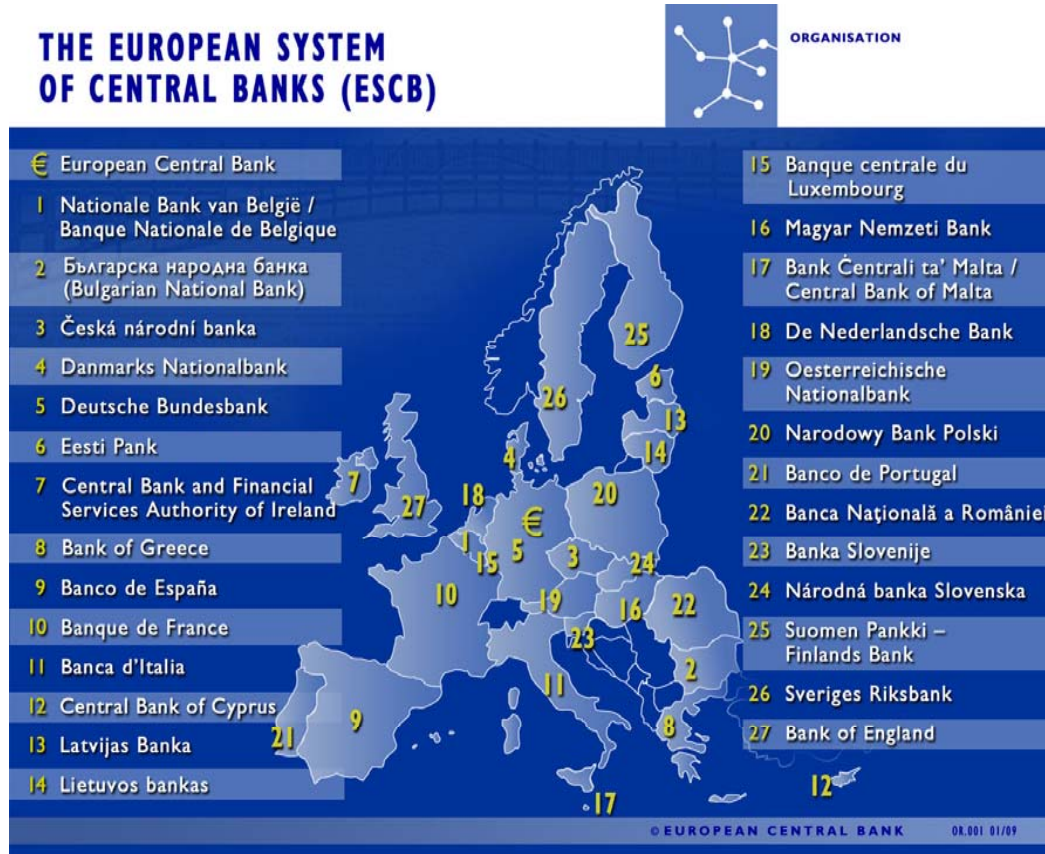 THE EUROPEAN SYSTEM
OF CENTRAL BANKS (ESCB)
ORGANISATION
€ European Central Bank
1 Nationale Bank van België /
Banque Nationale de Belgique
2 Българска народна банка
(Bulgarian National Bank)
3 Česká národní banka
4 Danmarks Nationalbank
5 Deutsche Bundesbank
6 Eesti Pank
7 Central Bank and Financial
Services Authority of Ireland
8 Bank of Greece
9 Banco de España
10 Banque de France
11 Banca d'Italia
12 Central Bank of Cyprus
13 Latvijas Banka
14 Lietuvos bankas
15 Banque centrale du
Luxembourg
16 Magyar Nemzeti Bank
17 Bank Ċentrali ta' Malta /
Central Bank of Malta
18 De Nederlandsche Bank
19 Oesterreichische
Nationalbank
20 Narodowy Bank Polski
21 Banco de Portugal
22 Banca Naţională a României
23 Banka Slovenije
24 Národná banka Slovenska
25 Suomen Pankki –
Finlands Bank
26 Sveriges Riksbank
27 Bank of England
25
6
26
13
14
4
7
27
18
20
€
1
5
3
15
24
10
19
16
22
23
2
11
9
8
21
12
17
© EUROPEAN CENTRAL BANK OR.001 01/09